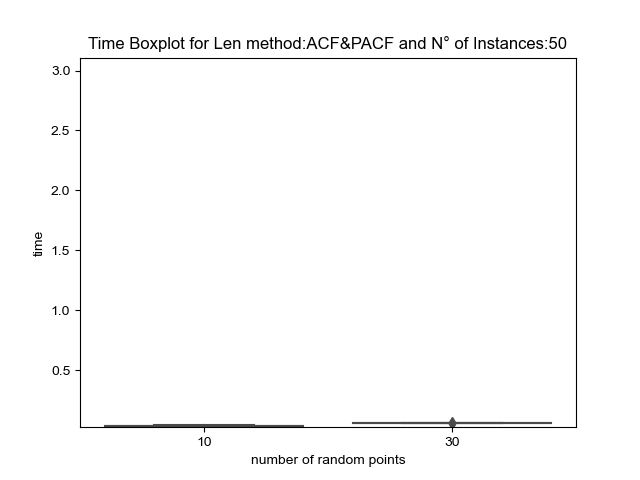 Time Boxplot for Len method:ACF&PACF and N° of Instances:50
3.0
2.5
2.0
1.5
1.0
0.5
time
10 30
number of random points